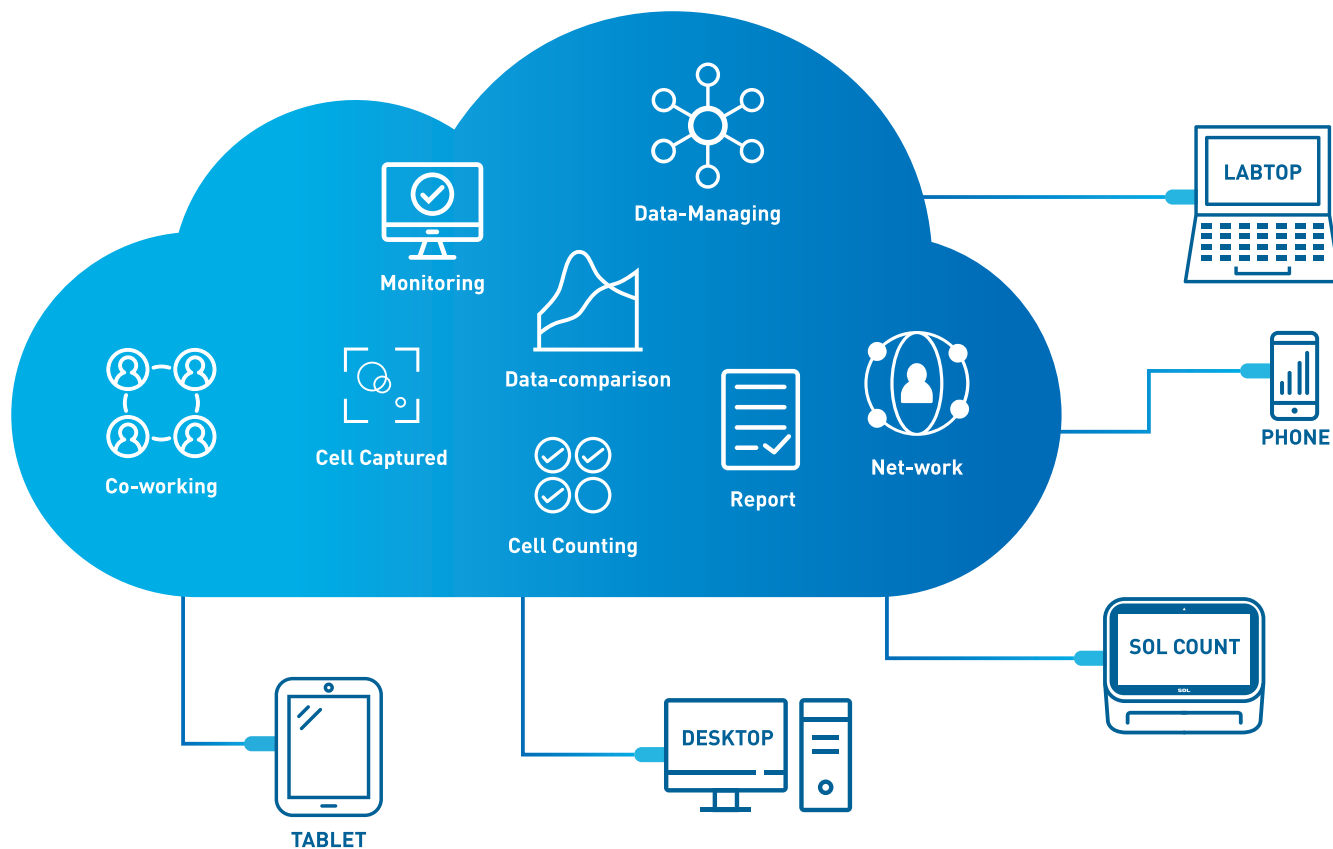 Data-Managing
LABTOP
Monitoring
Data-comparison
PHONE
Cell Captured
Net-work
Co-working
Report
Cell Counting
SOL COUNT
SOL
DESKTOP
TABLET